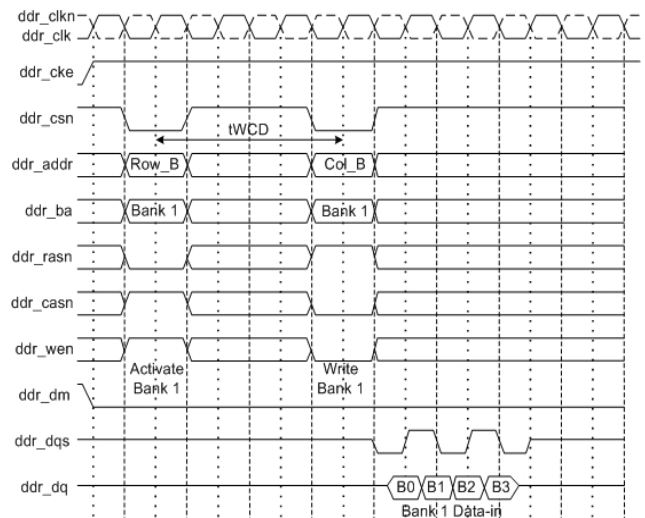 ddr_clkn
ddr_clk
ddr_cke
ddr_csn
tWCD
ddr_addr Row_B Col_B
ddr_ba Bank 1 Bank 1
ddr_rasn
ddr_casn
ddr_wen
Activate Write
Bank 1 Bank 1
ddr_dm
ddr_dqs
ddr_dq B0 B1 B2 B3
Bank 1 Data-in